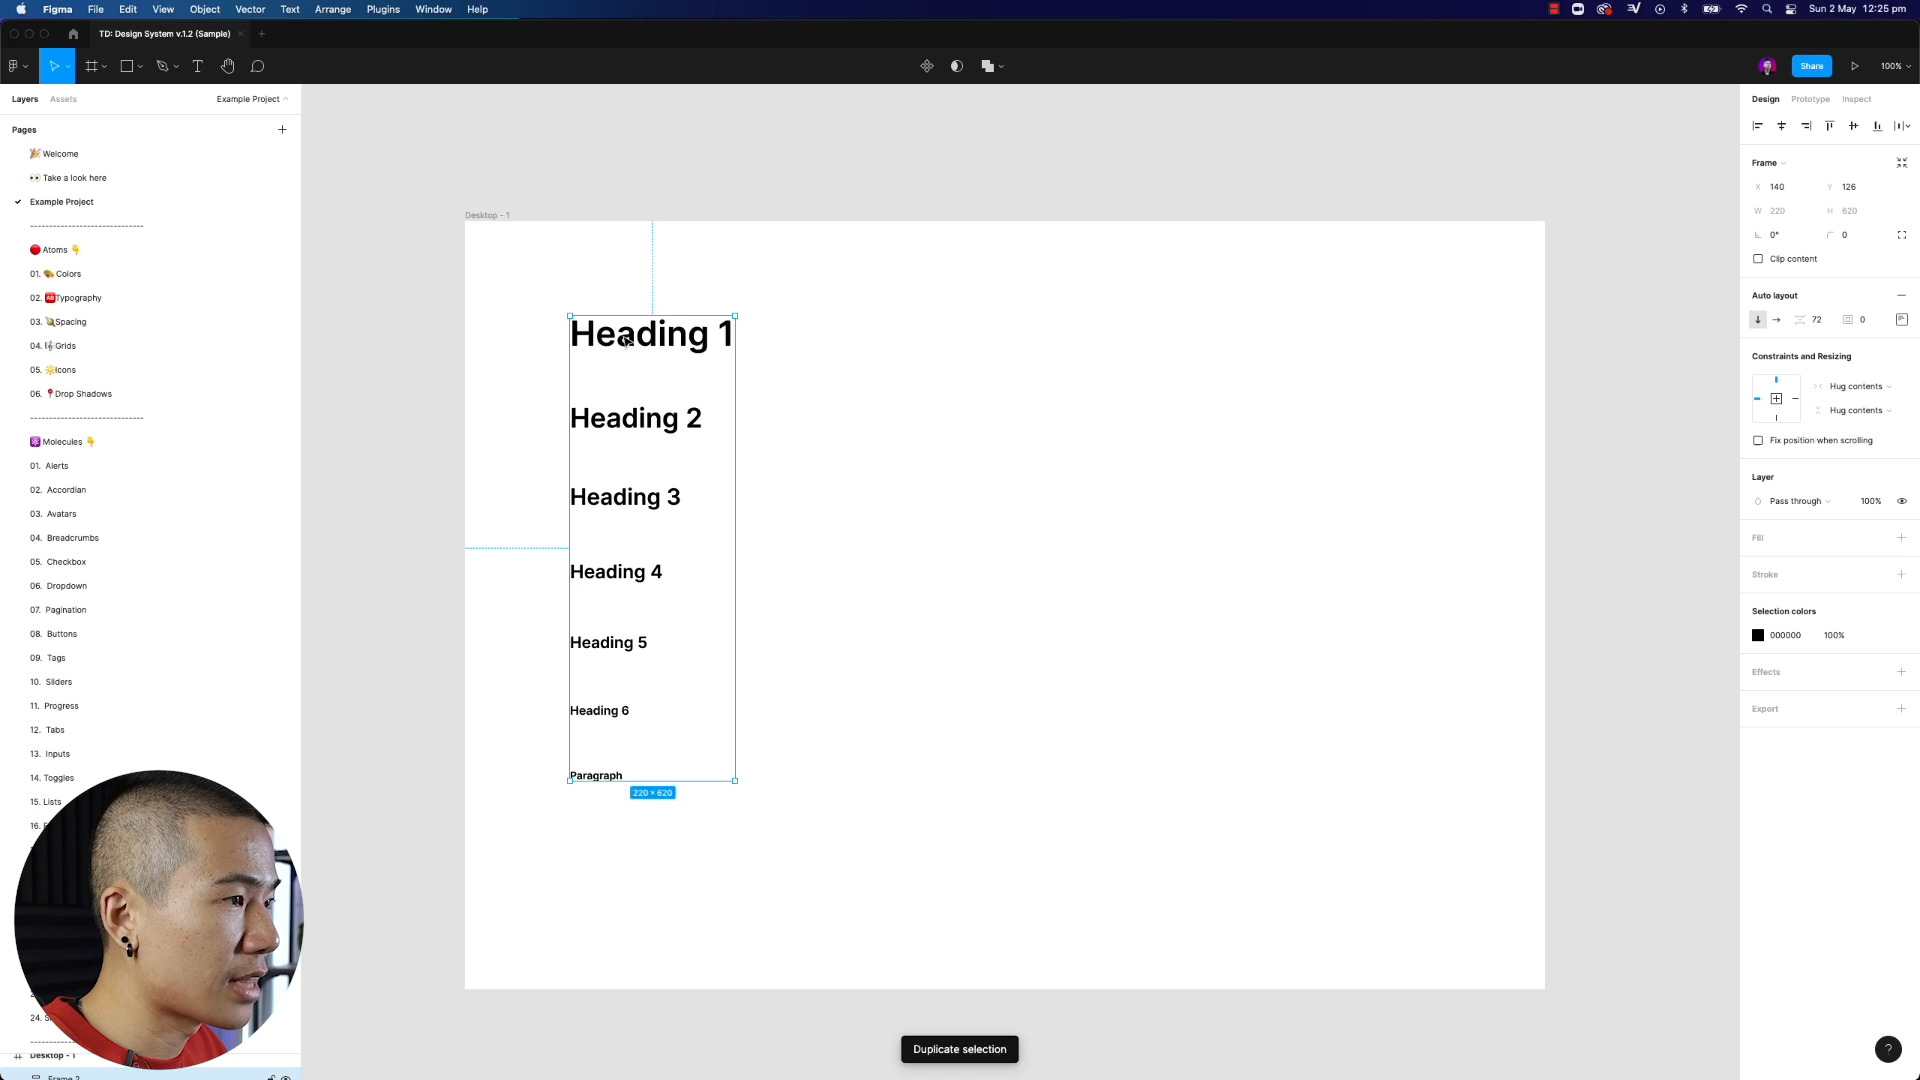 Figma File Edit View Object Vector Text Arrange Plugins Window Help
Sun 2 May 12:25 pm
TD: Design System v.1.2 (Sample)
Share
100%
Layers Assets Example Project
Pages
Welcome
Take a look here
Example Project
------------------------------
Atoms
01. Colors
02. Typography
03. Spacing
04. Grids
05. Icons
06. Drop Shadows
------------------------------
Molecules
01. Alerts
02. Accordian
03. Avatars
04. Breadcrumbs
05. Checkbox
06. Dropdown
07. Pagination
08. Buttons
09. Tags
10. Sliders
11. Progress
12. Tabs
13. Inputs
14. Toggles
15. Lists
16.
24.
Desktop - 1
Frame 2
Desktop - 1
Heading 1
Heading 2
Heading 3
Heading 4
Heading 5
Heading 6
Paragraph
220 × 620
Duplicate selection
Design Prototype Inspect
Frame
X 140 Y 126
W 220 H 620
0° 0
Clip content
Auto layout
72 0
Constraints and Resizing
Hug contents
Hug contents
Fix position when scrolling
Layer
Pass through 100%
Fill
Stroke
Selection colors
000000 100%
Effects
Export
?